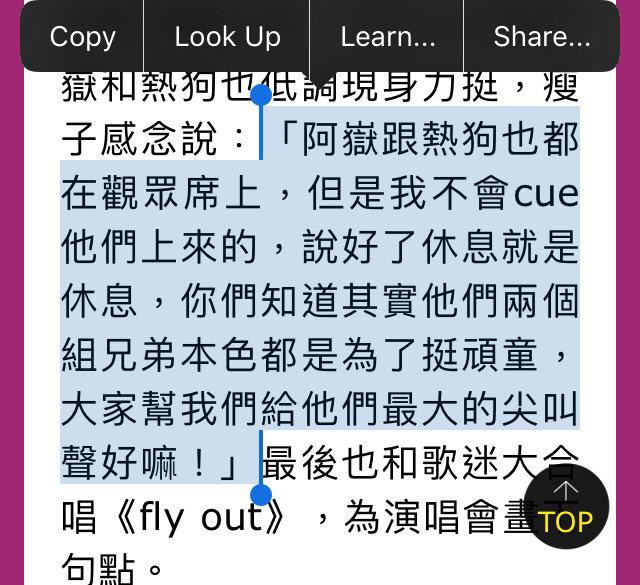 Copy Look Up Learn... Share...
嶽和熱狗也低調現身力挺，瘦
子感念說：「阿嶽跟熱狗也都
在觀眾席上，但是我不會cue
他們上來的，說好了休息就是
休息，你們知道其實他們兩個
組兄弟本色都是為了挺頑童，
大家幫我們給他們最大的尖叫
聲好嘛！」最後也和歌迷大合
唱《fly out》，為演唱會畫下
句點。
TOP